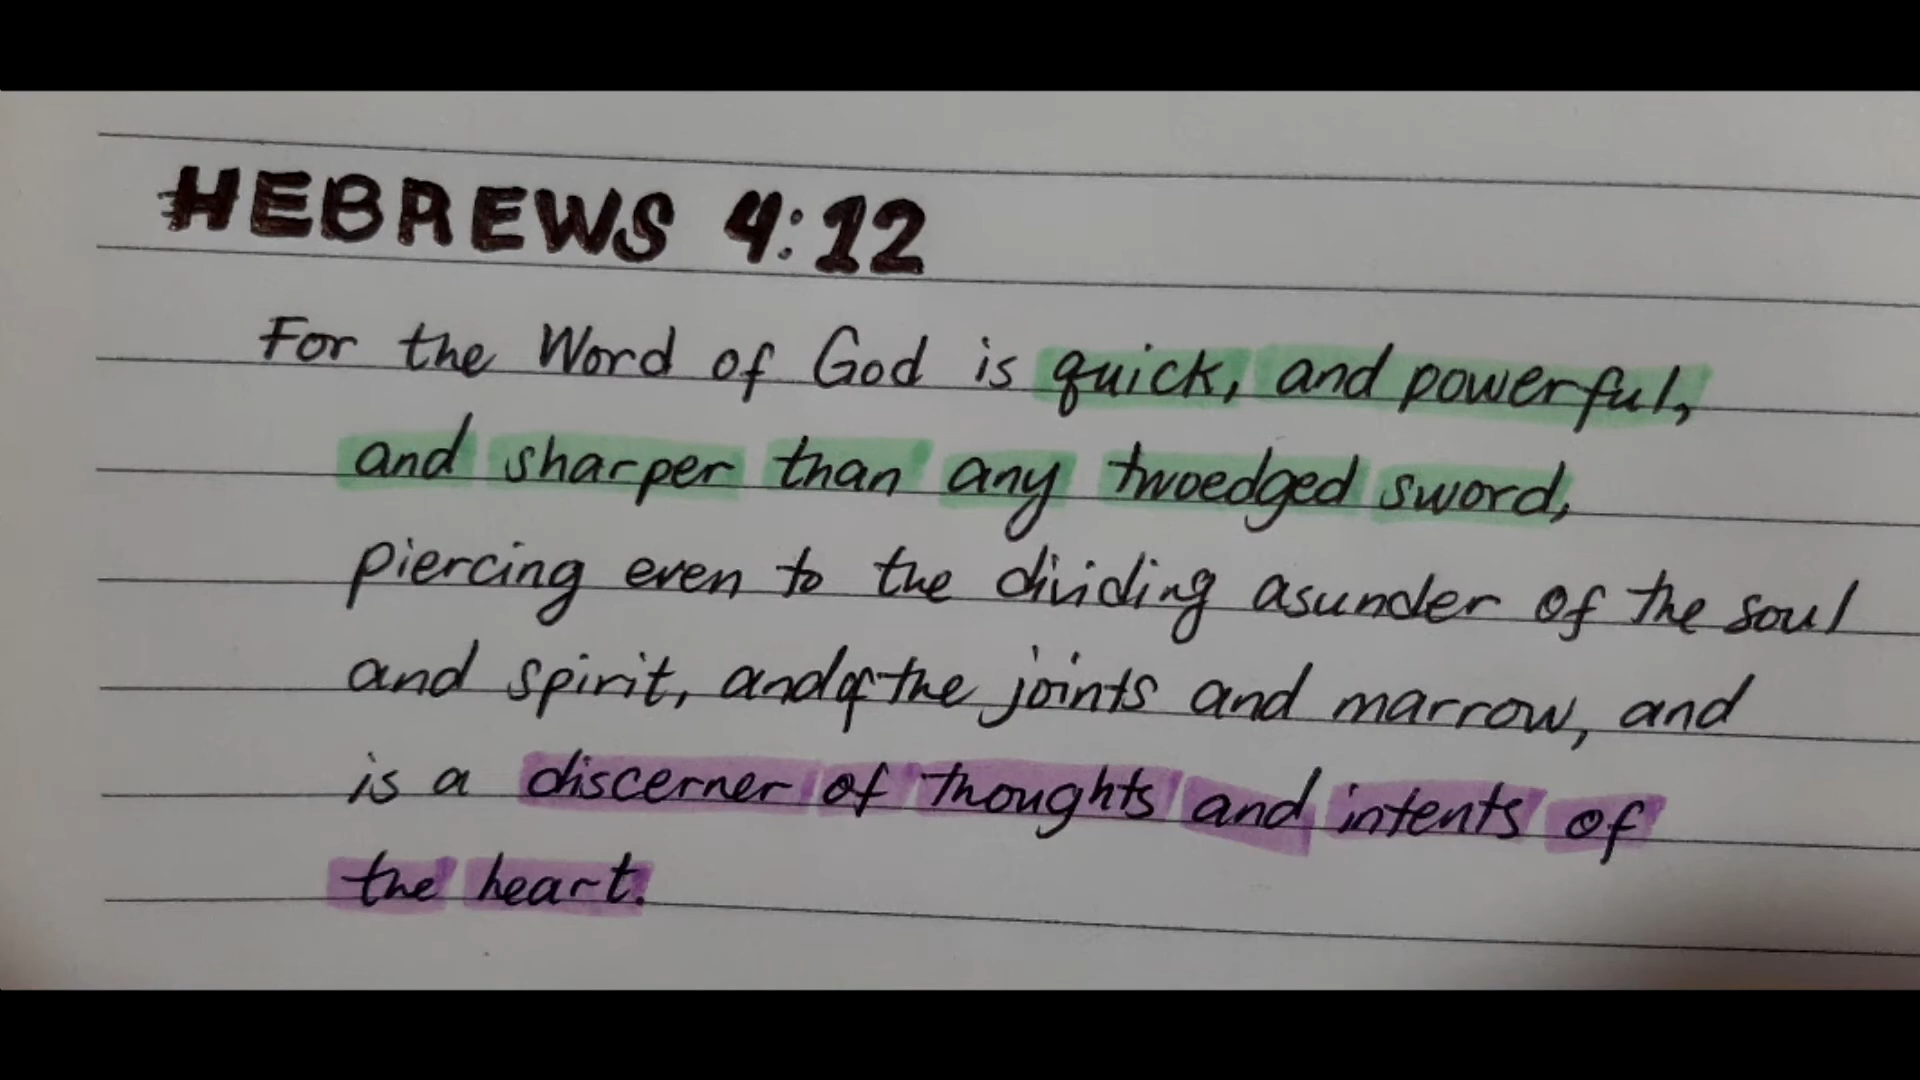 HEBREWS 4:12
For the Word of God is quick, and powerful,
and sharper than any twoedged sword,
piercing even to the dividing asunder of the soul
and spirit, and of the joints and marrow, and
is a discerner of thoughts and intents of
the heart.